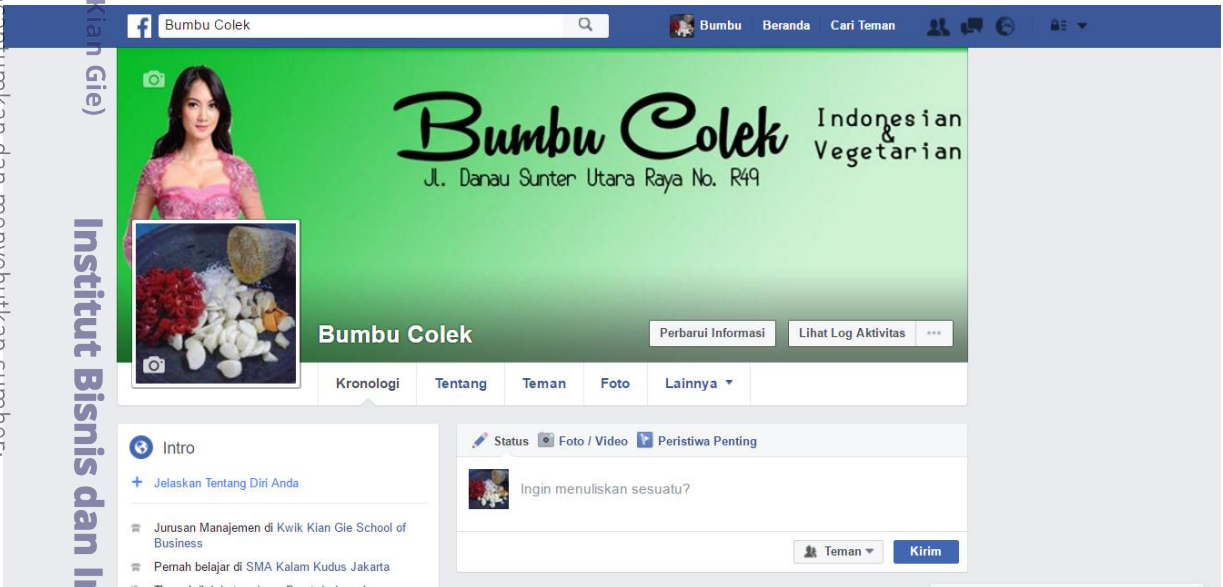 Bumbu Colek
Bumbu
Beranda
Cari Teman
Bumbu Colek
Jl. Danau Sunter Utara Raya No. R49
Indonesian
&
Vegetarian
Bumbu Colek
Perbarui Informasi
Lihat Log Aktivitas
Kronologi
Tentang
Teman
Foto
Lainnya
Intro
Jelaskan Tentang Diri Anda
Jurusan Manajemen di Kwik Kian Gie School of
Business
Pernah belajar di SMA Kalam Kudus Jakarta
Status
Foto / Video
Peristiwa Penting
Ingin menuliskan sesuatu?
Teman
Kirim
Kian Gie)
Institut Bisnis dan
dan menyebutkan sumber.